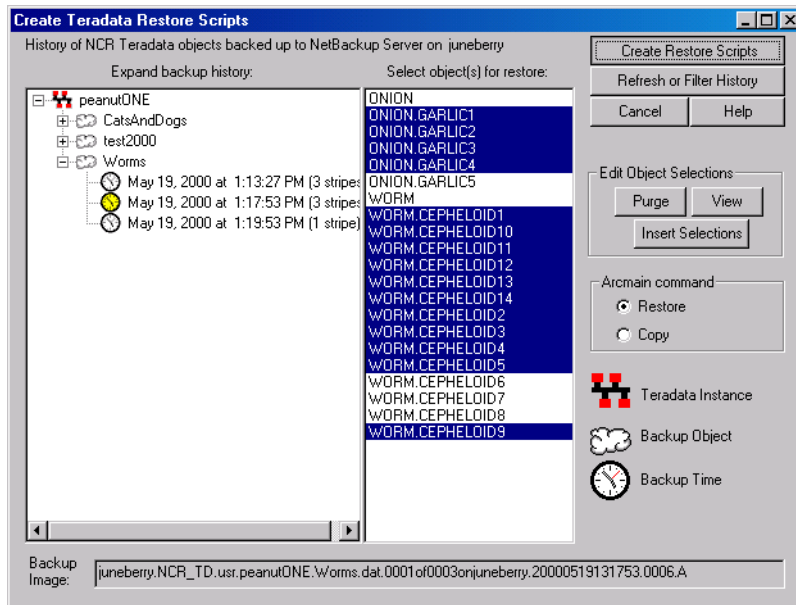 Create Teradata Restore Scripts
History of NCR Teradata objects backed up to NetBackup Server on juneberry
Expand backup history:
Select object(s) for restore:
peanutONE
CatsAndDogs
test2000
Worms
May 19, 2000 at 1:13:27 PM (3 stripes
May 19, 2000 at 1:17:53 PM (3 stripes
May 19, 2000 at 1:19:53 PM (1 stripe)
ONION
ONION.GARLIC1
ONION.GARLIC2
ONION.GARLIC3
ONION.GARLIC4
ONION.GARLIC5
WORM
WORM.CEPHELOID1
WORM.CEPHELOID10
WORM.CEPHELOID11
WORM.CEPHELOID12
WORM.CEPHELOID13
WORM.CEPHELOID14
WORM.CEPHELOID2
WORM.CEPHELOID3
WORM.CEPHELOID4
WORM.CEPHELOID5
WORM.CEPHELOID6
WORM.CEPHELOID7
WORM.CEPHELOID8
WORM.CEPHELOID9
Create Restore Scripts
Refresh or Filter History
Cancel
Help
Edit Object Selections
Purge
View
Insert Selections
Arcmain command
Restore
Copy
Teradata Instance
Backup Object
Backup Time
Backup Image:
juneberry.NCR_TD.usr.peanutONE.Worms.dat.0001of0003onjuneberry.20000519131753.0006.A